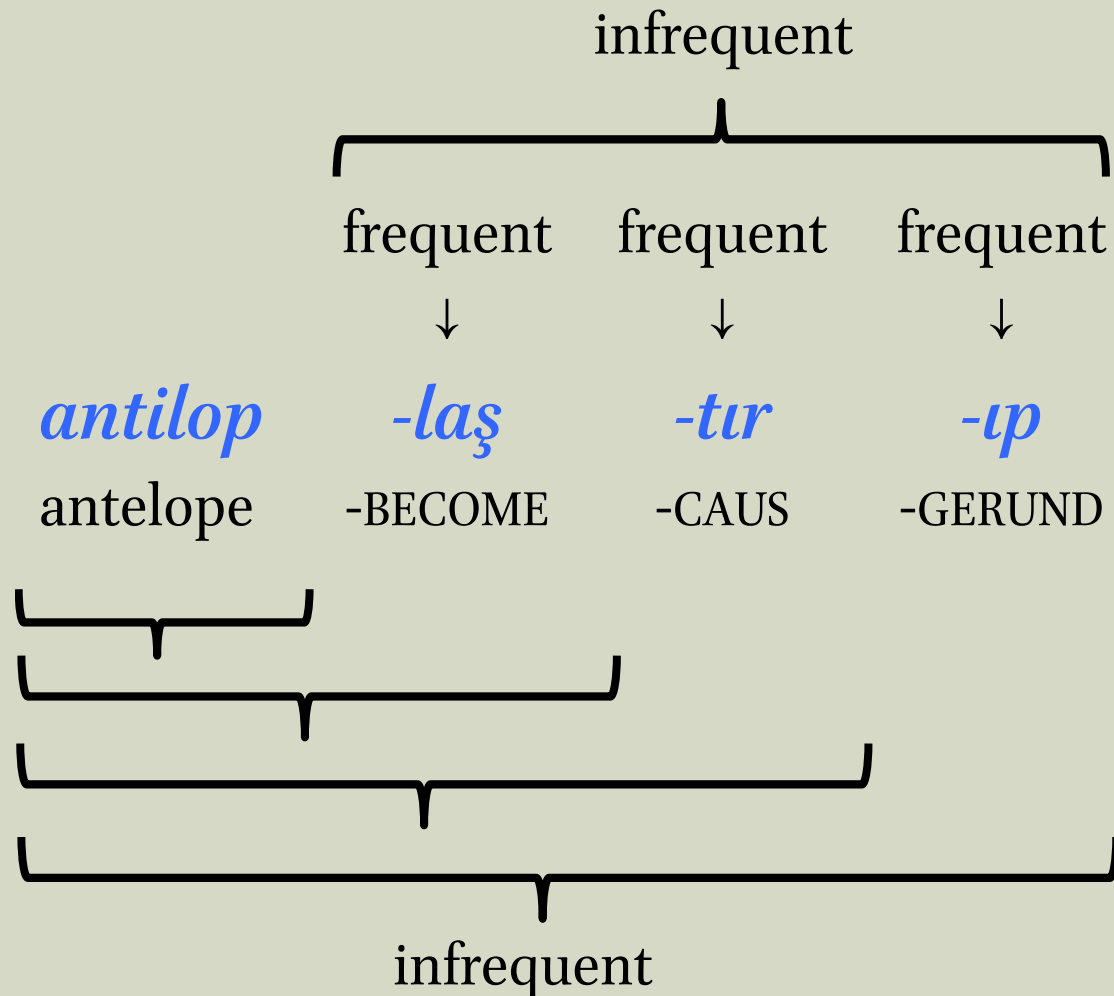 infrequent
frequent frequent frequent
↓ ↓ ↓
antilop -laş -tır -ıp
antelope -BECOME -CAUS -GERUND
infrequent